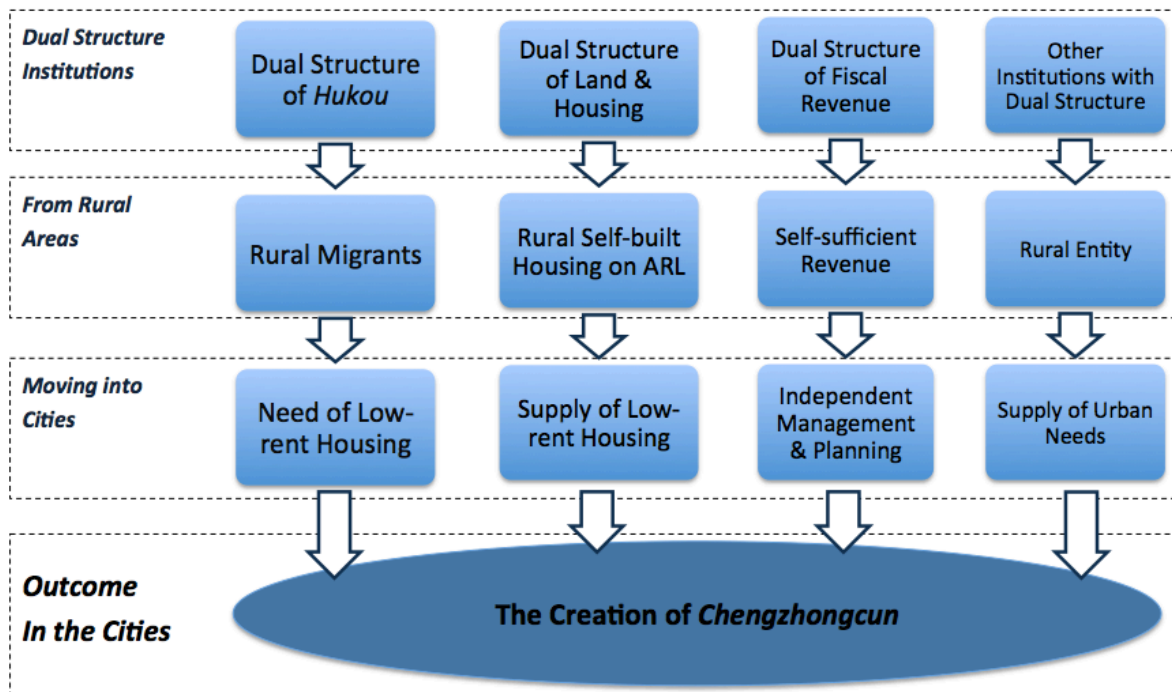 Dual Structure
Institutions
Dual Structure
of Hukou
Dual Structure
of Land &
Housing
Dual Structure
of Fiscal
Revenue
Other
Institutions with
Dual Structure
From Rural
Areas
Rural Migrants
Rural Self-built
Housing on ARL
Self-sufficient
Revenue
Rural Entity
Moving into
Cities
Need of Low-
rent Housing
Supply of Low-
rent Housing
Independent
Management
& Planning
Supply of Urban
Needs
Outcome
In the Cities
The Creation of Chengzhongcun